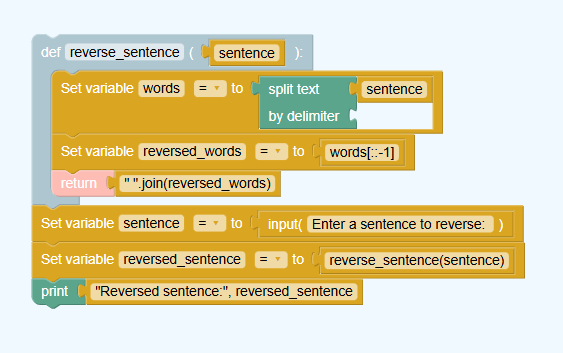 def reverse_sentence ( sentence ):
Set variable words = to split text sentence
by delimiter
Set variable reversed_words = to words[::-1]
return " ".join(reversed_words)
Set variable sentence = to input( Enter a sentence to reverse: )
Set variable reversed_sentence = to reverse_sentence(sentence)
print "Reversed sentence:", reversed_sentence